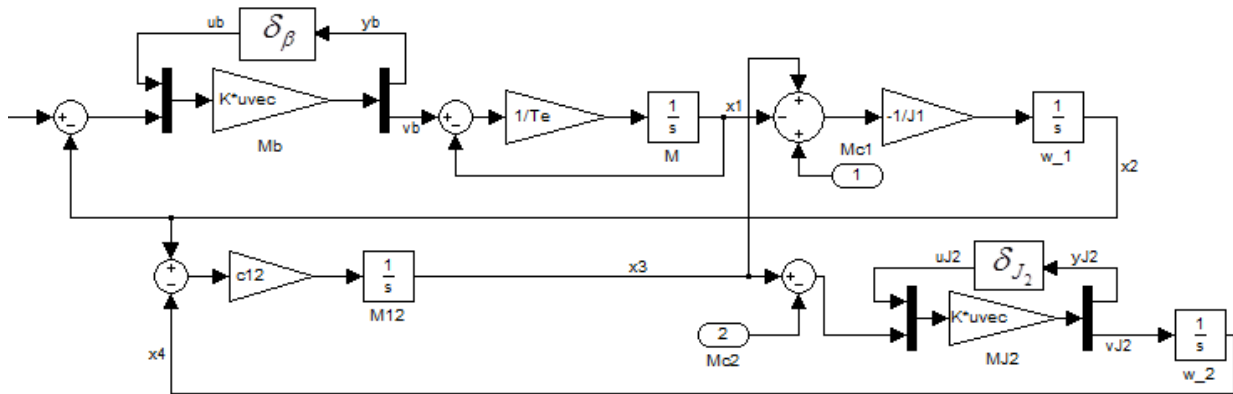 ub
δβ
yb
K*uvec
Mb
vb
1/Te
1
s
M
x1
Mc1
1
-1/J1
1
s
w_1
x2
c12
1
s
M12
x3
2
Mc2
uJ2
δJ2
yJ2
K*uvec
MJ2
vJ2
1
s
w_2
x4